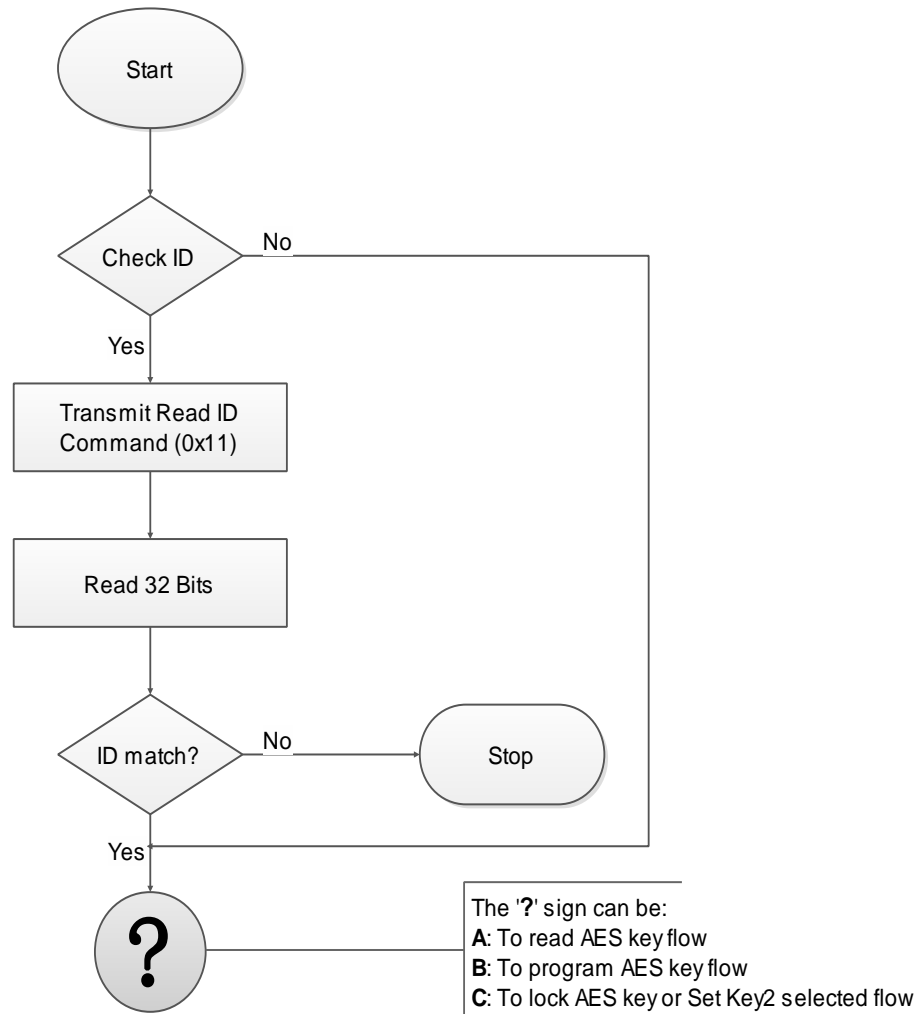 Start
Check ID
No
Yes
Transmit Read ID
Command (0x11)
Read 32 Bits
ID match?
No
Stop
Yes
?
The '?' sign can be:
A: To read AES key flow
B: To program AES key flow
C: To lock AES key or Set Key2 selected flow